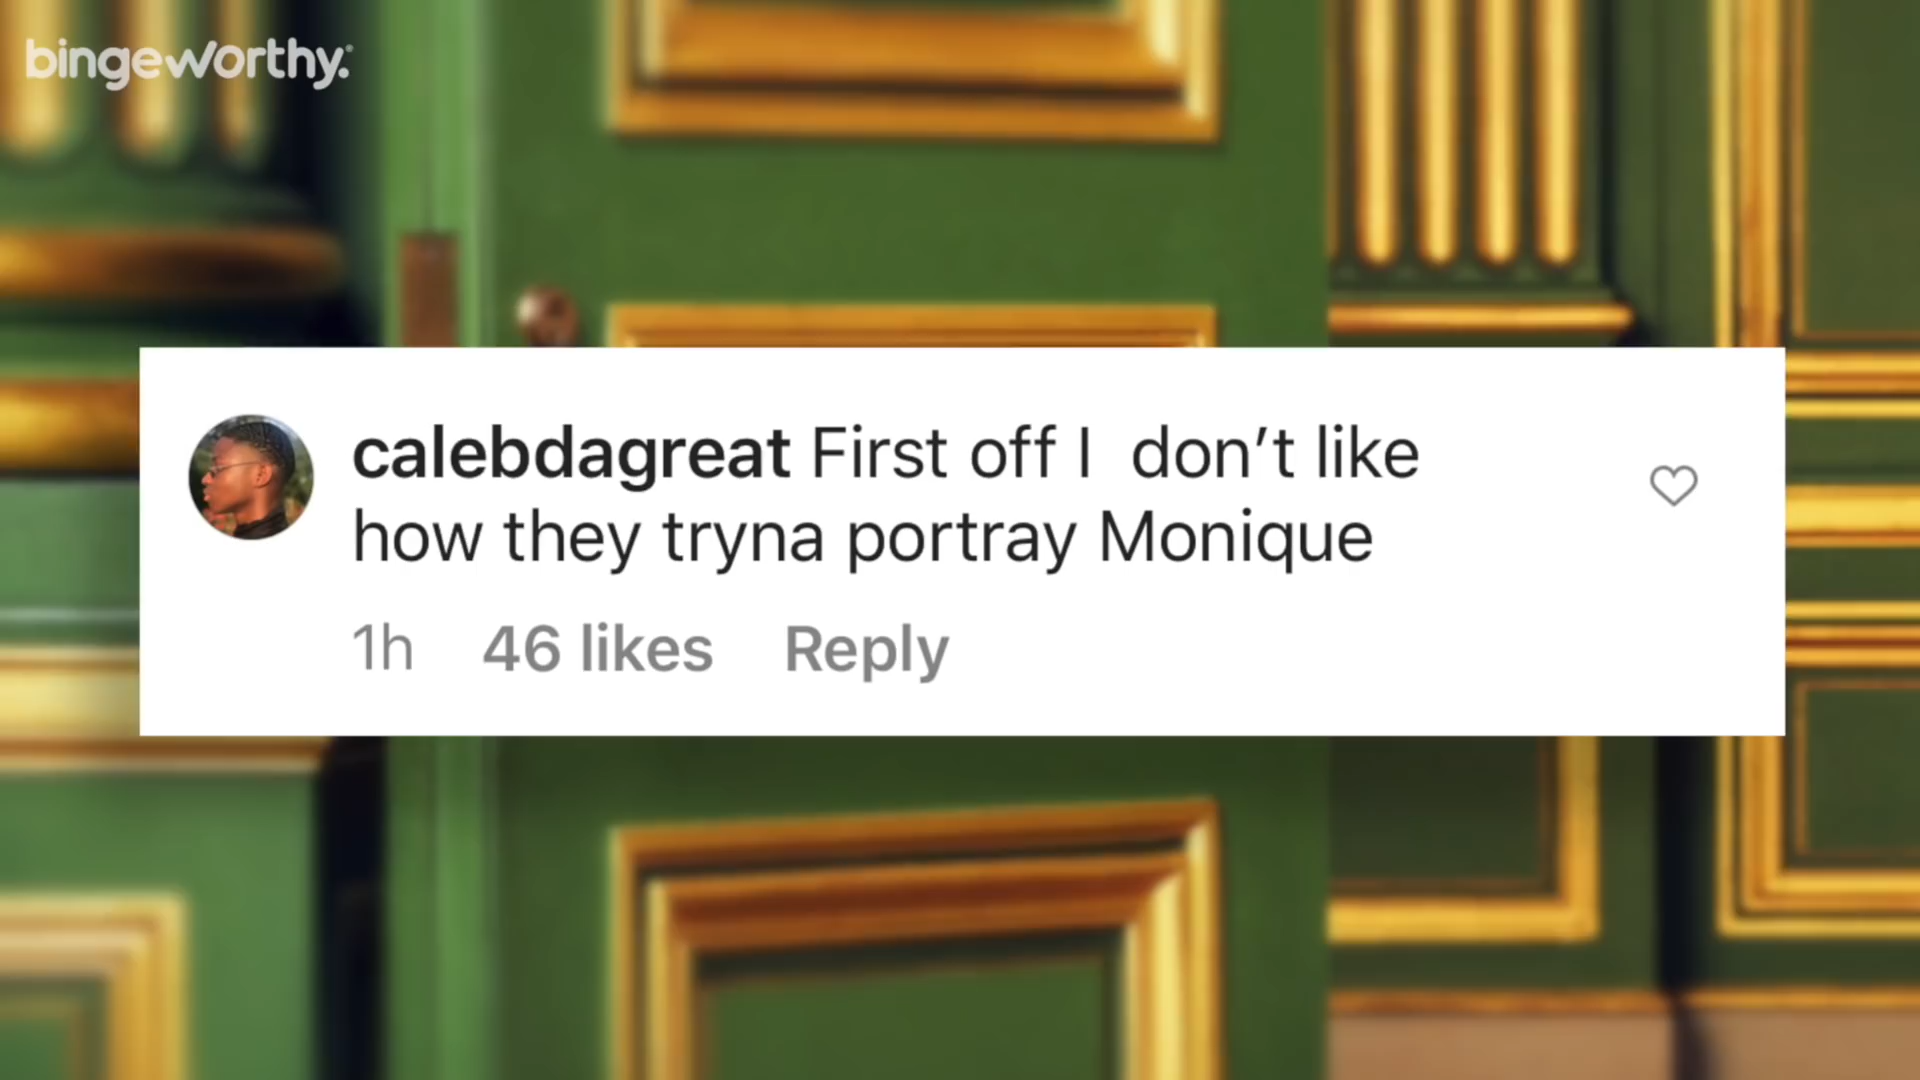 bingeworthy.
calebdagreat First off I  don’t like
how they tryna portray Monique
1h 46 likes Reply